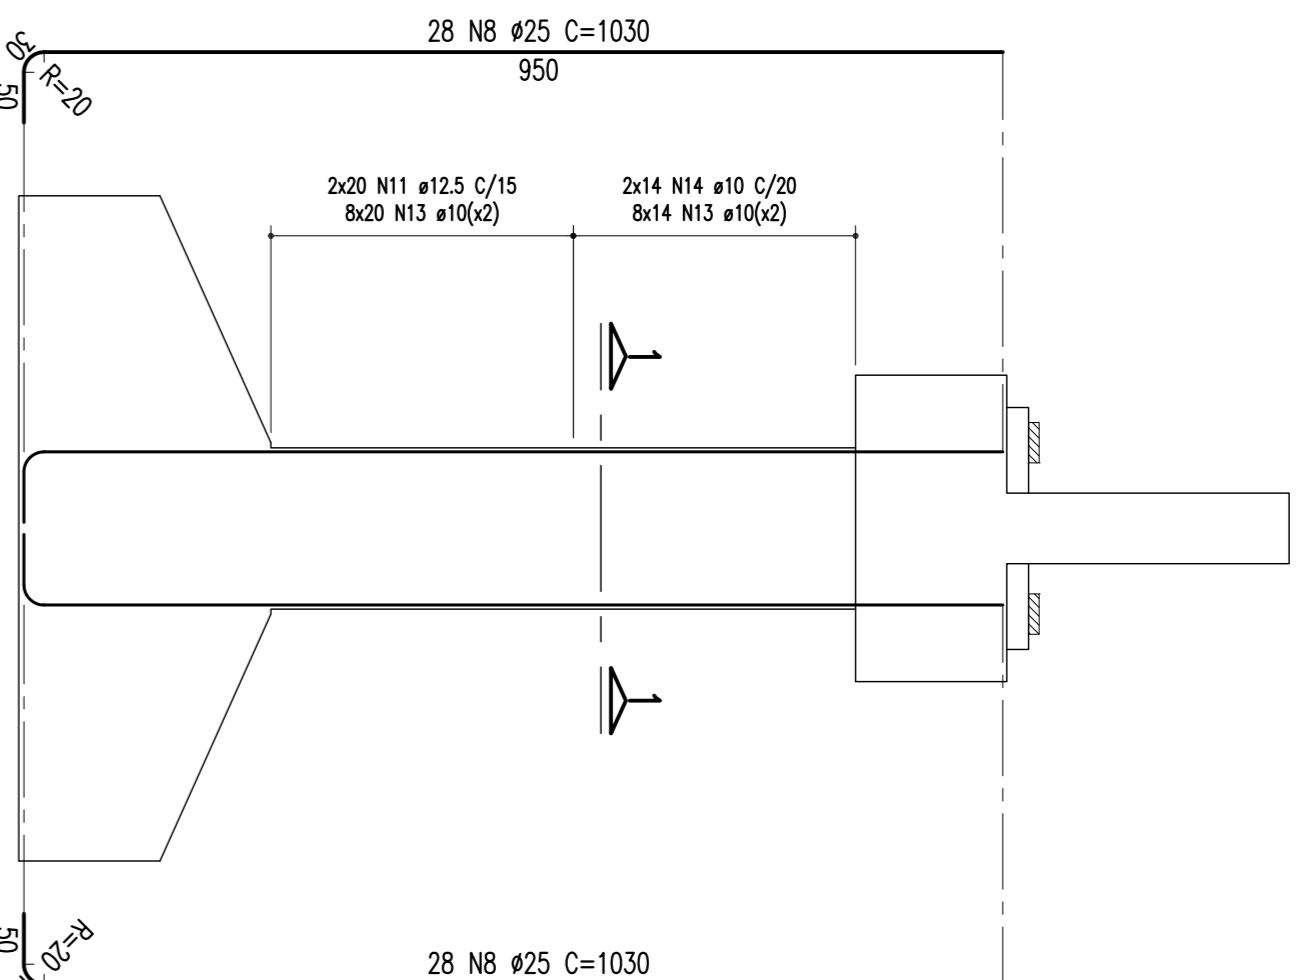 28 N8 ø25 C=1030
950
30
R=20
50
2x20 N11 ø12.5 C/15
8x20 N13 ø10(x2)
2x14 N14 ø10 C/20
8x14 N13 ø10(x2)
1
1
50
R=20
28 N8 ø25 C=1030